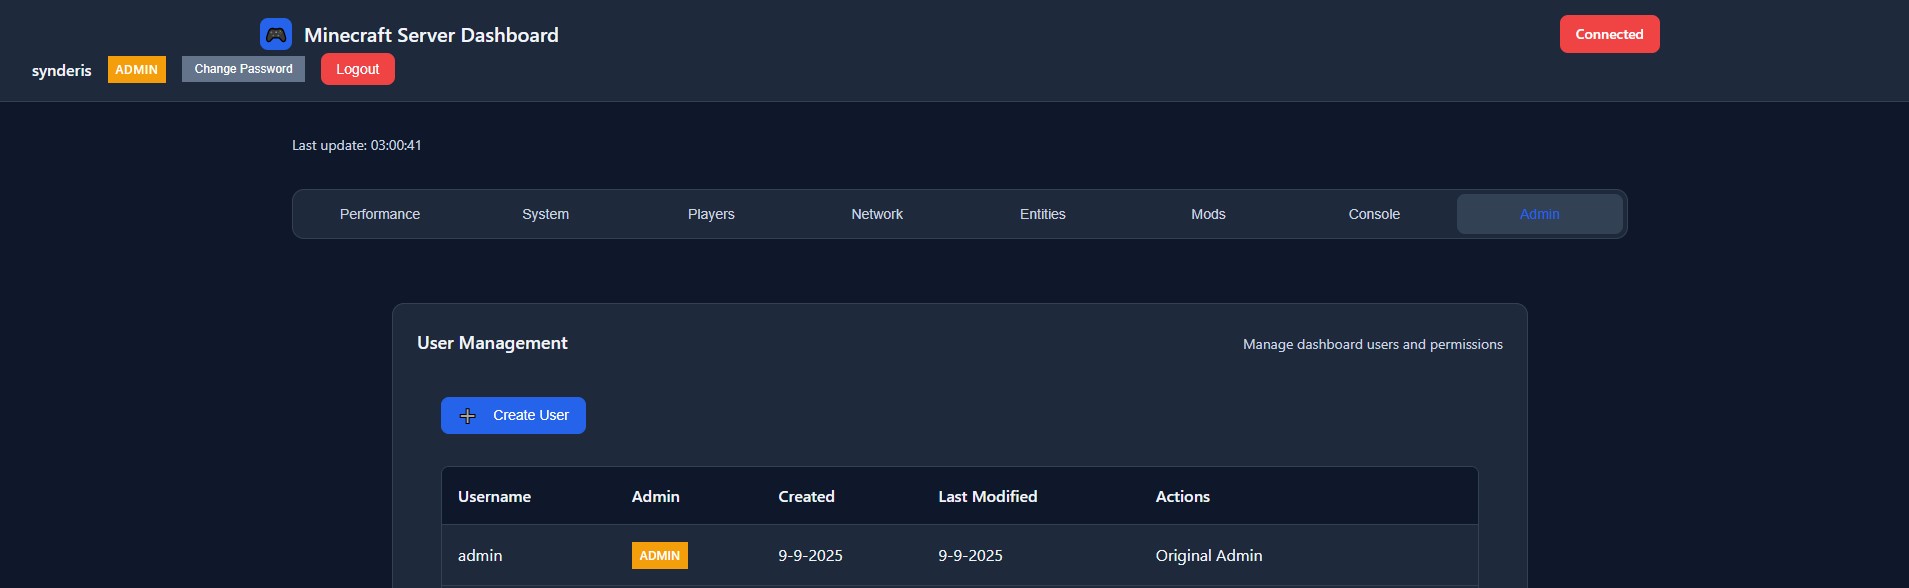 Minecraft Server Dashboard
Connected
synderis ADMIN Change Password Logout
Last update: 03:00:41
Performance System Players Network Entities Mods Console Admin
User Management
Manage dashboard users and permissions
Create User
Username Admin Created Last Modified Actions
admin ADMIN 9-9-2025 9-9-2025 Original Admin